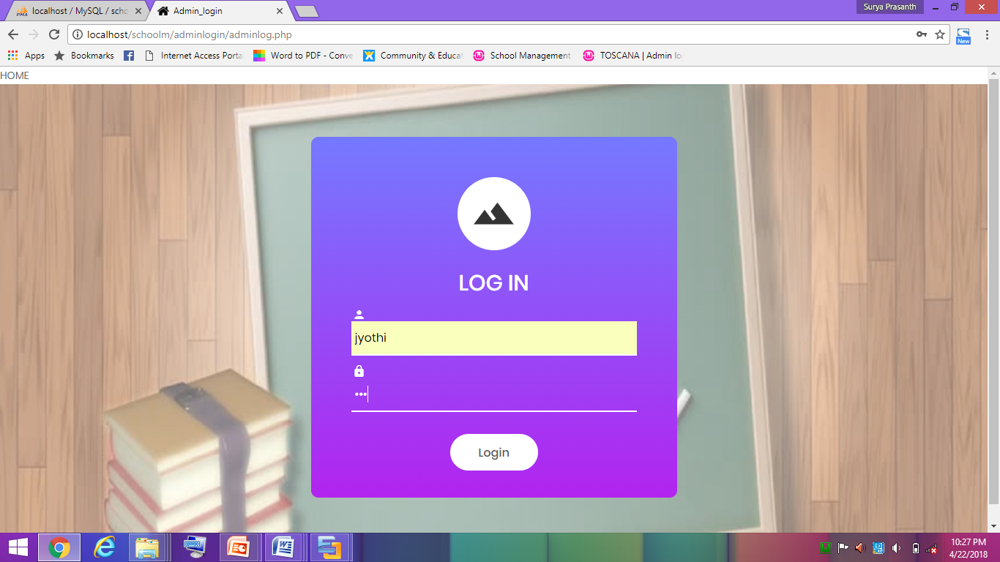 Surya Prasanth
PMA localhost / MySQL / scho
Admin_login
localhost/schoolm/adminlogin/adminlog.php
New
Apps Bookmarks Internet Access Porta Word to PDF - Conve Community & Educat School Management TOSCANA | Admin lo
HOME
LOG IN
jyothi
Login
10:27 PM
4/22/2018